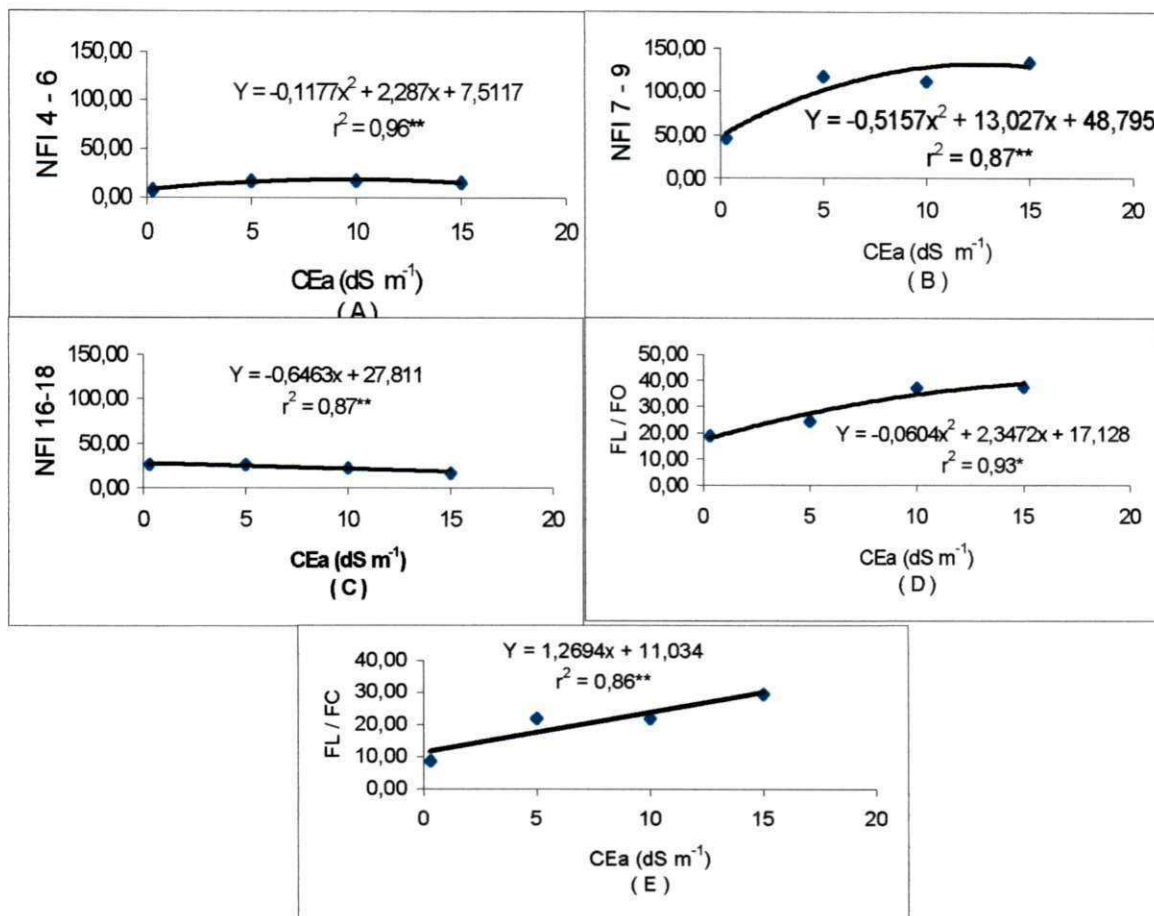 NFI 4 - 6
150,00
100,00
50,00
0,00
Y = -0,1177x² + 2,287x + 7,5117
r² = 0,96**
0 5 10 15 20
CEa (dS m⁻¹)
( A )
NFI 7 - 9
150,00
100,00
50,00
0,00
Y = -0,5157x² + 13,027x + 48,795
r² = 0,87**
0 5 10 15 20
CEa (dS m⁻¹)
( B )
NFI 16-18
150,00
100,00
50,00
0,00
Y = -0,6463x + 27,811
r² = 0,87**
0 5 10 15 20
CEa (dS m⁻¹)
( C )
FL / FO
50,00
40,00
30,00
20,00
10,00
0,00
Y = -0,0604x² + 2,3472x + 17,128
r² = 0,93*
0 5 10 15 20
CEa (dS m⁻¹)
( D )
FL / FC
40,00
30,00
20,00
10,00
0,00
Y = 1,2694x + 11,034
r² = 0,86**
0 5 10 15 20
CEa (dS m⁻¹)
( E )